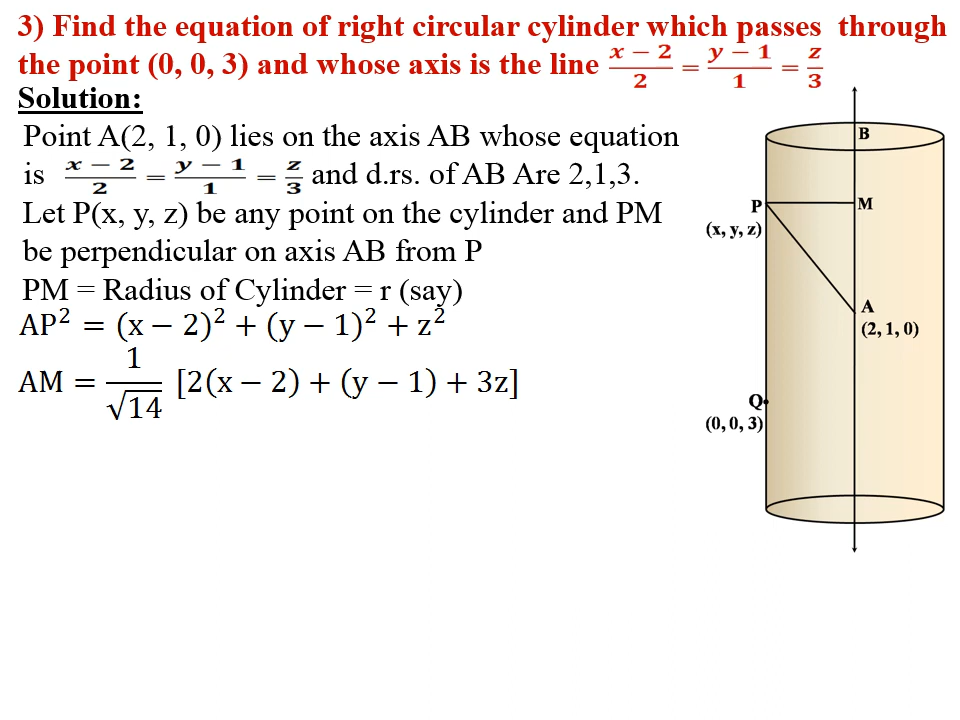 3) Find the equation of right circular cylinder which passes through
the point (0, 0, 3) and whose axis is the line (x − 2)/2 = (y − 1)/1 = z/3
Solution:
Point A(2, 1, 0) lies on the axis AB whose equation
is (x − 2)/2 = (y − 1)/1 = z/3 and d.rs. of AB Are 2,1,3.
Let P(x, y, z) be any point on the cylinder and PM
be perpendicular on axis AB from P
PM = Radius of Cylinder = r (say)
AP² = (x − 2)² + (y − 1)² + z²
AM = 1/√14 [2(x − 2) + (y − 1) + 3z]
B
P
M
(x, y, z)
A
(2, 1, 0)
Q
(0, 0, 3)